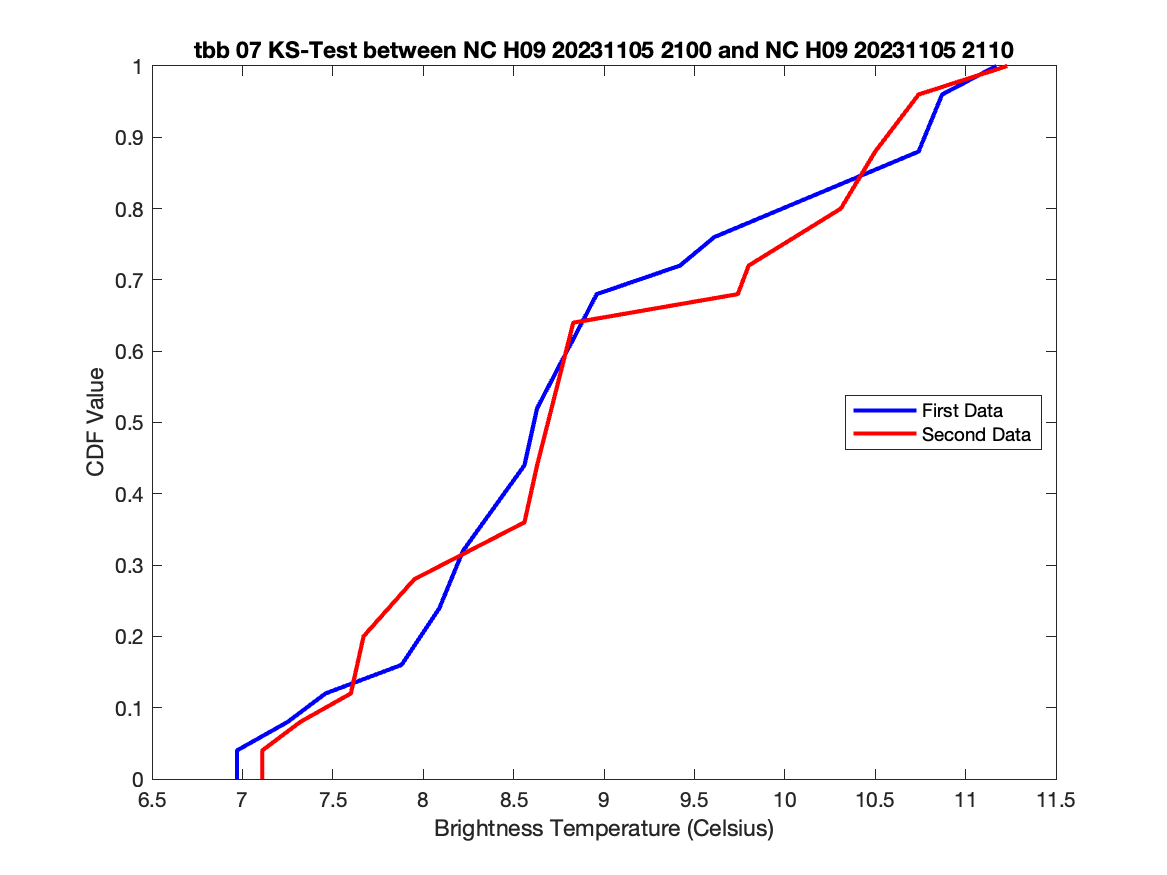 tbb 07 KS-Test between NC H09 20231105 2100 and NC H09 20231105 2110
1
0.9
0.8
0.7
0.6
0.5
0.4
0.3
0.2
0.1
0
CDF Value
First Data
Second Data
6.5 7 7.5 8 8.5 9 9.5 10 10.5 11 11.5
Brightness Temperature (Celsius)